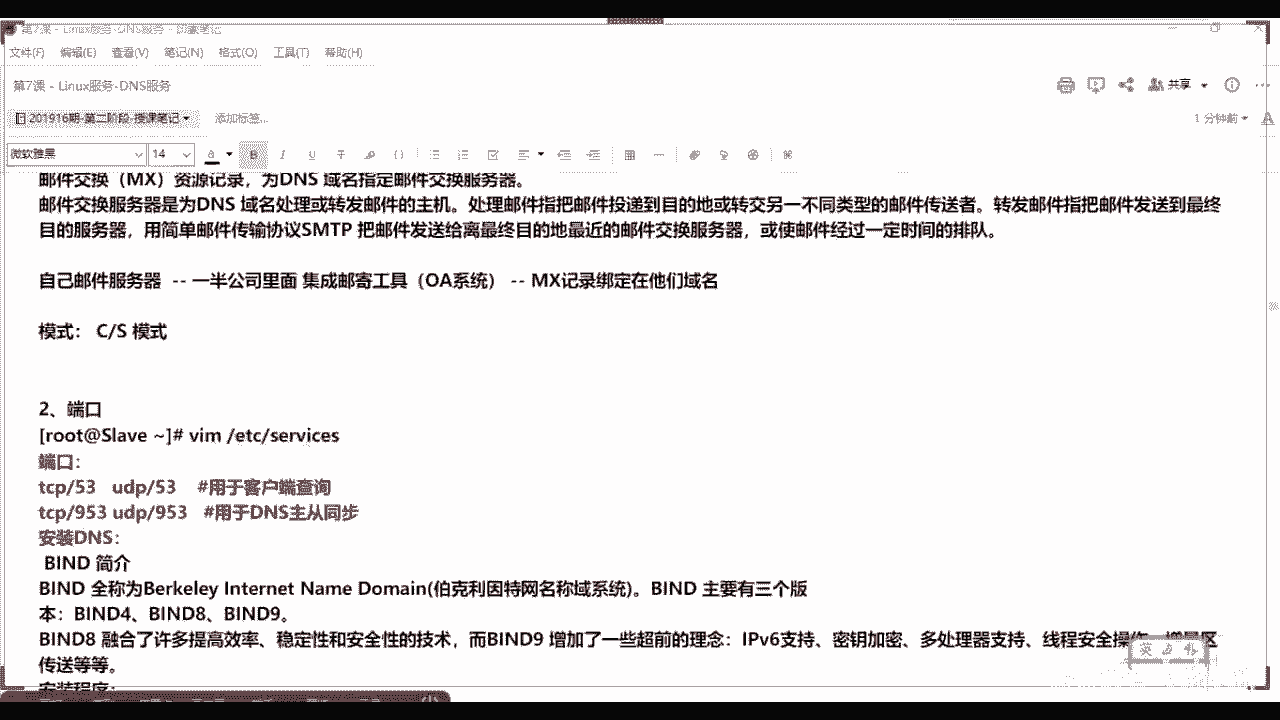 第7课 - Linux服务-DNS服务 - 印象笔记
文件(F) 编辑(E) 查看(V) 笔记(N) 格式(O) 工具(T) 帮助(H)
第7课 - Linux服务-DNS服务
共享
201916期-第二阶段-授课笔记
添加标签...
1 分钟前
微软雅黑 14
邮件交换（MX）资源记录，为DNS 域名指定邮件交换服务器。
邮件交换服务器是为DNS 域名处理或转发邮件的主机。处理邮件指把邮件投递到目的地或转交另一不同类型的邮件传送者。转发邮件指把邮件发送到最终
目的服务器，用简单邮件传输协议SMTP 把邮件发送给离最终目的地最近的邮件交换服务器，或使邮件经过一定时间的排队。
自己邮件服务器 -- 一半公司里面 集成邮寄工具（OA系统） -- MX记录绑定在他们域名
模式： C/S 模式
2、端口
[root@Slave ~]# vim /etc/services
端口：
tcp/53 udp/53 #用于客户端查询
tcp/953 udp/953 #用于DNS主从同步
安装DNS：
BIND 简介
BIND 全称为Berkeley Internet Name Domain(伯克利因特网名称域系统)。BIND 主要有三个版
本：BIND4、BIND8、BIND9。
BIND8 融合了许多提高效率、稳定性和安全性的技术，而BIND9 增加了一些超前的理念：IPv6支持、密钥加密、多处理器支持、线程安全操作、增量区
传送等等。
安装程序：
英